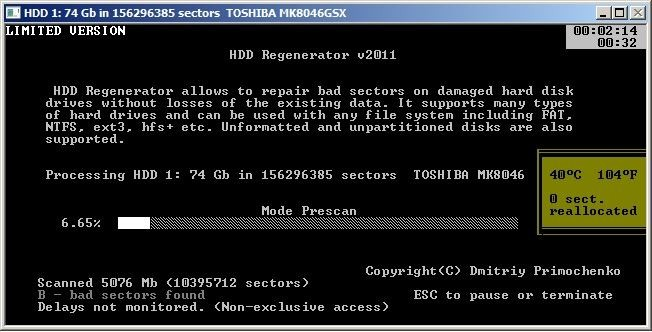 HDD 1: 74 Gb in 156296385 sectors TOSHIBA MK8046GSX
LIMITED VERSION
00:02:14
00:32
HDD Regenerator v2011
HDD Regenerator allows to repair bad sectors on damaged hard disk
drives without losses of the existing data. It supports many types
of hard drives and can be used with any file system including FAT,
NTFS, ext3, hfs+ etc. Unformatted and unpartitioned disks are also
supported.
Processing HDD 1: 74 Gb in 156296385 sectors TOSHIBA MK8046
40ºC 104ºF
0 sect.
reallocated
Mode Prescan
6.65%
Copyright(C) Dmitriy Primochenko
Scanned 5076 Mb (10395712 sectors)
B - bad sectors found
ESC to pause or terminate
Delays not monitored. (Non-exclusive access)